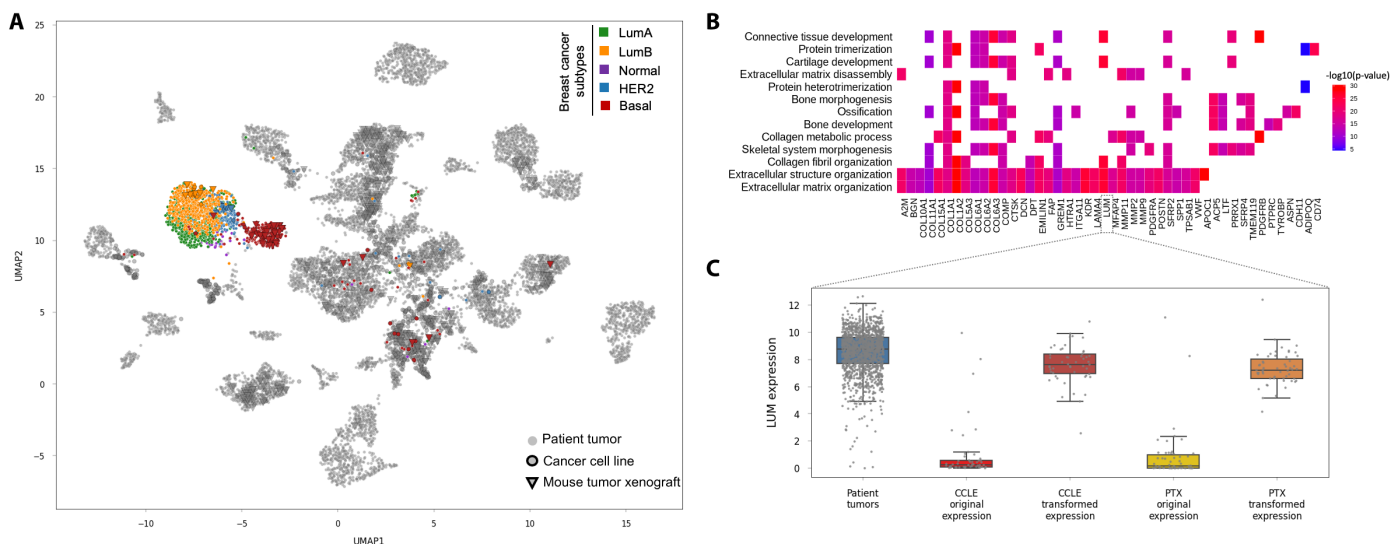 A
25
20
15
10
5
0
−5
UMAP2
−10
−5
0
5
10
15
UMAP1
Breast cancer
subtypes
LumA
LumB
Normal
HER2
Basal
Patient tumor
Cancer cell line
Mouse tumor xenograft
B
Connective tissue development
Protein trimerization
Cartilage development
Extracellular matrix disassembly
Protein heterotrimerization
Bone morphogenesis
Ossification
Bone development
Collagen metabolic process
Skeletal system morphogenesis
Collagen fibril organization
Extracellular structure organization
Extracellular matrix organization
A2M
BGN
COL10A1
COL11A1
COL15A1
COL1A1
COL1A2
COL5A3
COL6A1
COL6A2
COL6A3
COMP
CTSK
DCN
DPT
EMILIN1
FAP
GREM1
HTRA1
ITGA11
KDR
LAMA4
LUM
MFAP4
MMP11
MMP2
MMP9
PDGFRA
POSTN
SFRP2
SPP1
TPSAB1
VWF
APOC1
ACP5
LTF
PRRX1
SFRP4
TMEM119
PDGFRB
PTPRC
TYROBP
ASPN
CDH11
ADIPOQ
CD74
-log10(p-value)
30
25
20
15
10
5
C
12
10
8
6
4
2
0
LUM expression
Patient
tumors
CCLE
original
expression
CCLE
transformed
expression
PTX
original
expression
PTX
transformed
expression